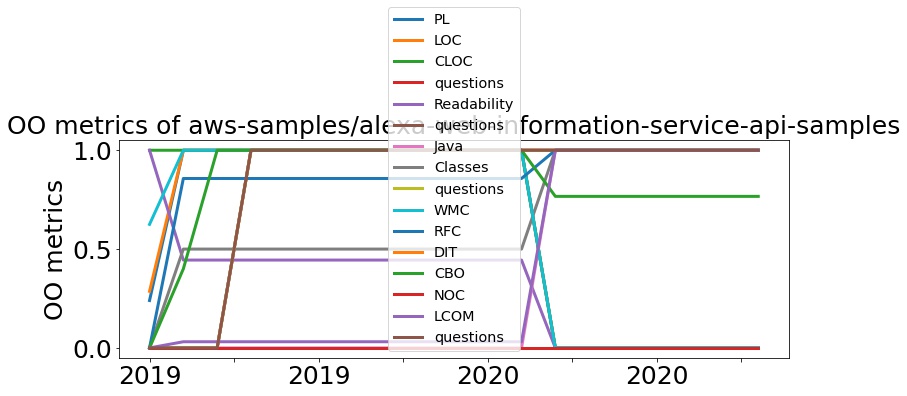 PL
LOC
CLOC
questions
Readability
OO metrics of aws-samples/alexa-web-information-service-api-samples
questions
Java
Classes
questions
WMC
RFC
DIT
CBO
NOC
LCOM
questions
1.0
0.5
0.0
OO metrics
2019
2019
2020
2020